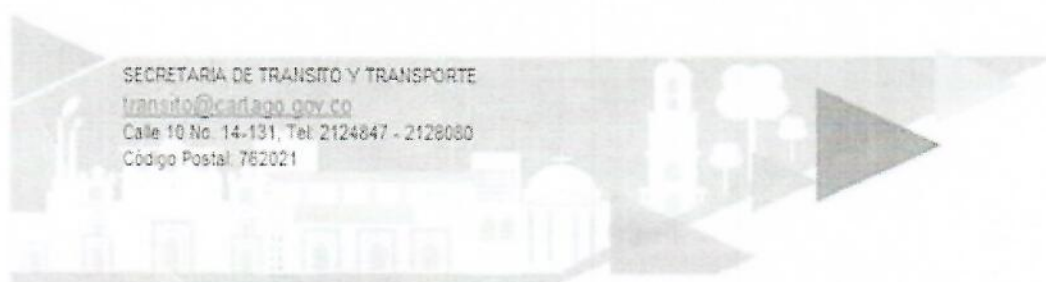 SECRETARIA DE TRANSITO Y TRANSPORTE
transito@cartago.gov.co
Calle 10 No. 14-131, Tel: 2124847 - 2128080
Código Postal: 762021